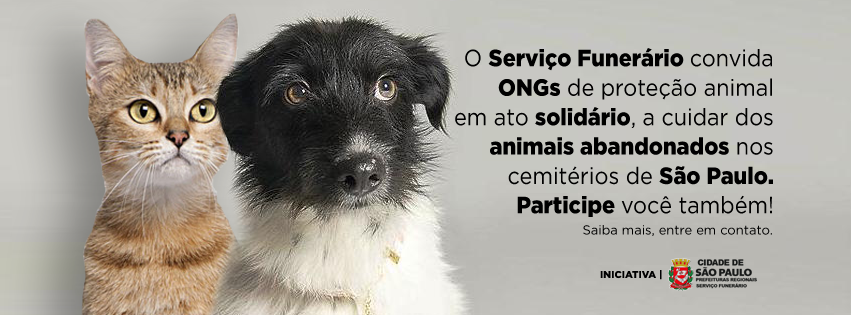 O Serviço Funerário convida
ONGs de proteção animal
em ato solidário, a cuidar dos
animais abandonados nos
cemitérios de São Paulo.
Participe você também!
Saiba mais, entre em contato.
INICIATIVA |
CIDADE DE
SÃO PAULO
PREFEITURAS REGIONAIS
SERVIÇO FUNERÁRIO